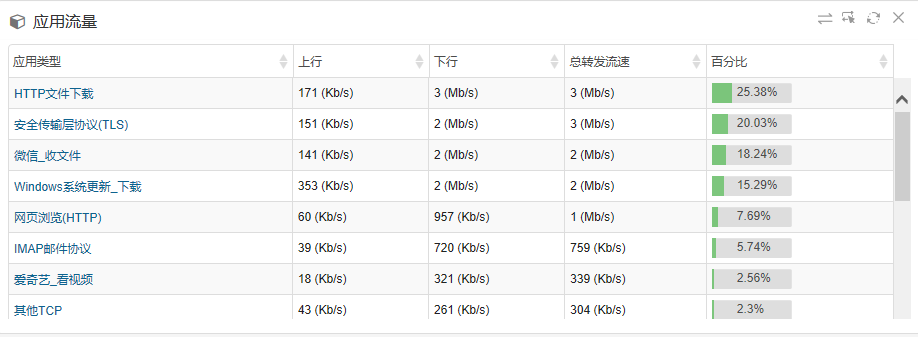 应用流量
应用类型 上行 下行 总转发流速 百分比
HTTP文件下载 171 (Kb/s) 3 (Mb/s) 3 (Mb/s) 25.38%
安全传输层协议(TLS) 151 (Kb/s) 2 (Mb/s) 3 (Mb/s) 20.03%
微信_收文件 141 (Kb/s) 2 (Mb/s) 2 (Mb/s) 18.24%
Windows系统更新_下载 353 (Kb/s) 2 (Mb/s) 2 (Mb/s) 15.29%
网页浏览(HTTP) 60 (Kb/s) 957 (Kb/s) 1 (Mb/s) 7.69%
IMAP邮件协议 39 (Kb/s) 720 (Kb/s) 759 (Kb/s) 5.74%
爱奇艺_看视频 18 (Kb/s) 321 (Kb/s) 339 (Kb/s) 2.56%
其他TCP 43 (Kb/s) 261 (Kb/s) 304 (Kb/s) 2.3%